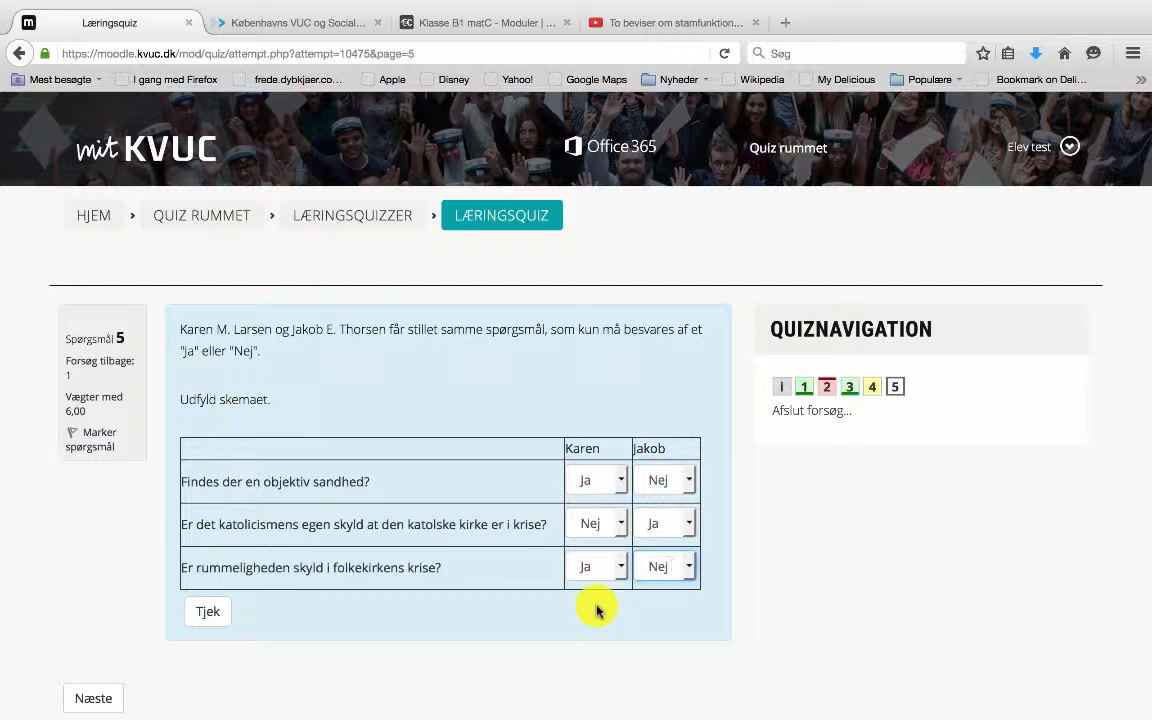 Læringsquiz
Københavns VUC og Social...
Klasse B1 matC - Moduler | ...
To beviser om stamfunktion...
https://moodle.kvuc.dk/mod/quiz/attempt.php?attempt=10475&page=5
Søg
Mest besøgte
I gang med Firefox
frede.dybkjaer.co...
Apple
Disney
Yahoo!
Google Maps
Nyheder
Wikipedia
My Delicious
Populære
Bookmark on Deli...
mit KVUC
Office 365
Quiz rummet
Elev test
HJEM
QUIZ RUMMET
LÆRINGSQUIZZER
LÆRINGSQUIZ
Spørgsmål 5
Forsøg tilbage:
1
Vægter med
6,00
Marker
spørgsmål
Karen M. Larsen og Jakob E. Thorsen får stillet samme spørgsmål, som kun må besvares af et
"Ja" eller "Nej".
Udfyld skemaet.
Karen Jakob
Findes der en objektiv sandhed? Ja Nej
Er det katolicismens egen skyld at den katolske kirke er i krise? Nej Ja
Er rummeligheden skyld i folkekirkens krise? Ja Nej
Tjek
Næste
QUIZNAVIGATION
i 1 2 3 4 5
Afslut forsøg...